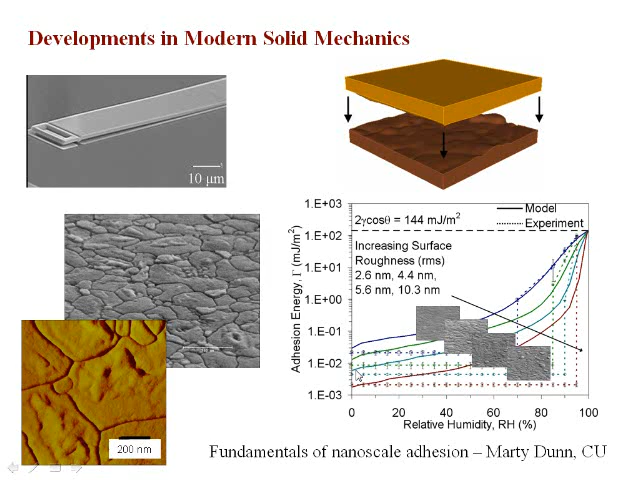 Developments in Modern Solid Mechanics
10 μm
200 nm
1.E+03
1.E+02
1.E+01
1.E+00
1.E-01
1.E-02
1.E-03
Adhesion Energy, Γ (mJ/m²)
2γcosθ = 144 mJ/m²
Model
Experiment
Increasing Surface
Roughness (rms)
2.6 nm, 4.4 nm,
5.6 nm, 10.3 nm
0 20 40 60 80 100
Relative Humidity, RH (%)
Fundamentals of nanoscale adhesion – Marty Dunn, CU